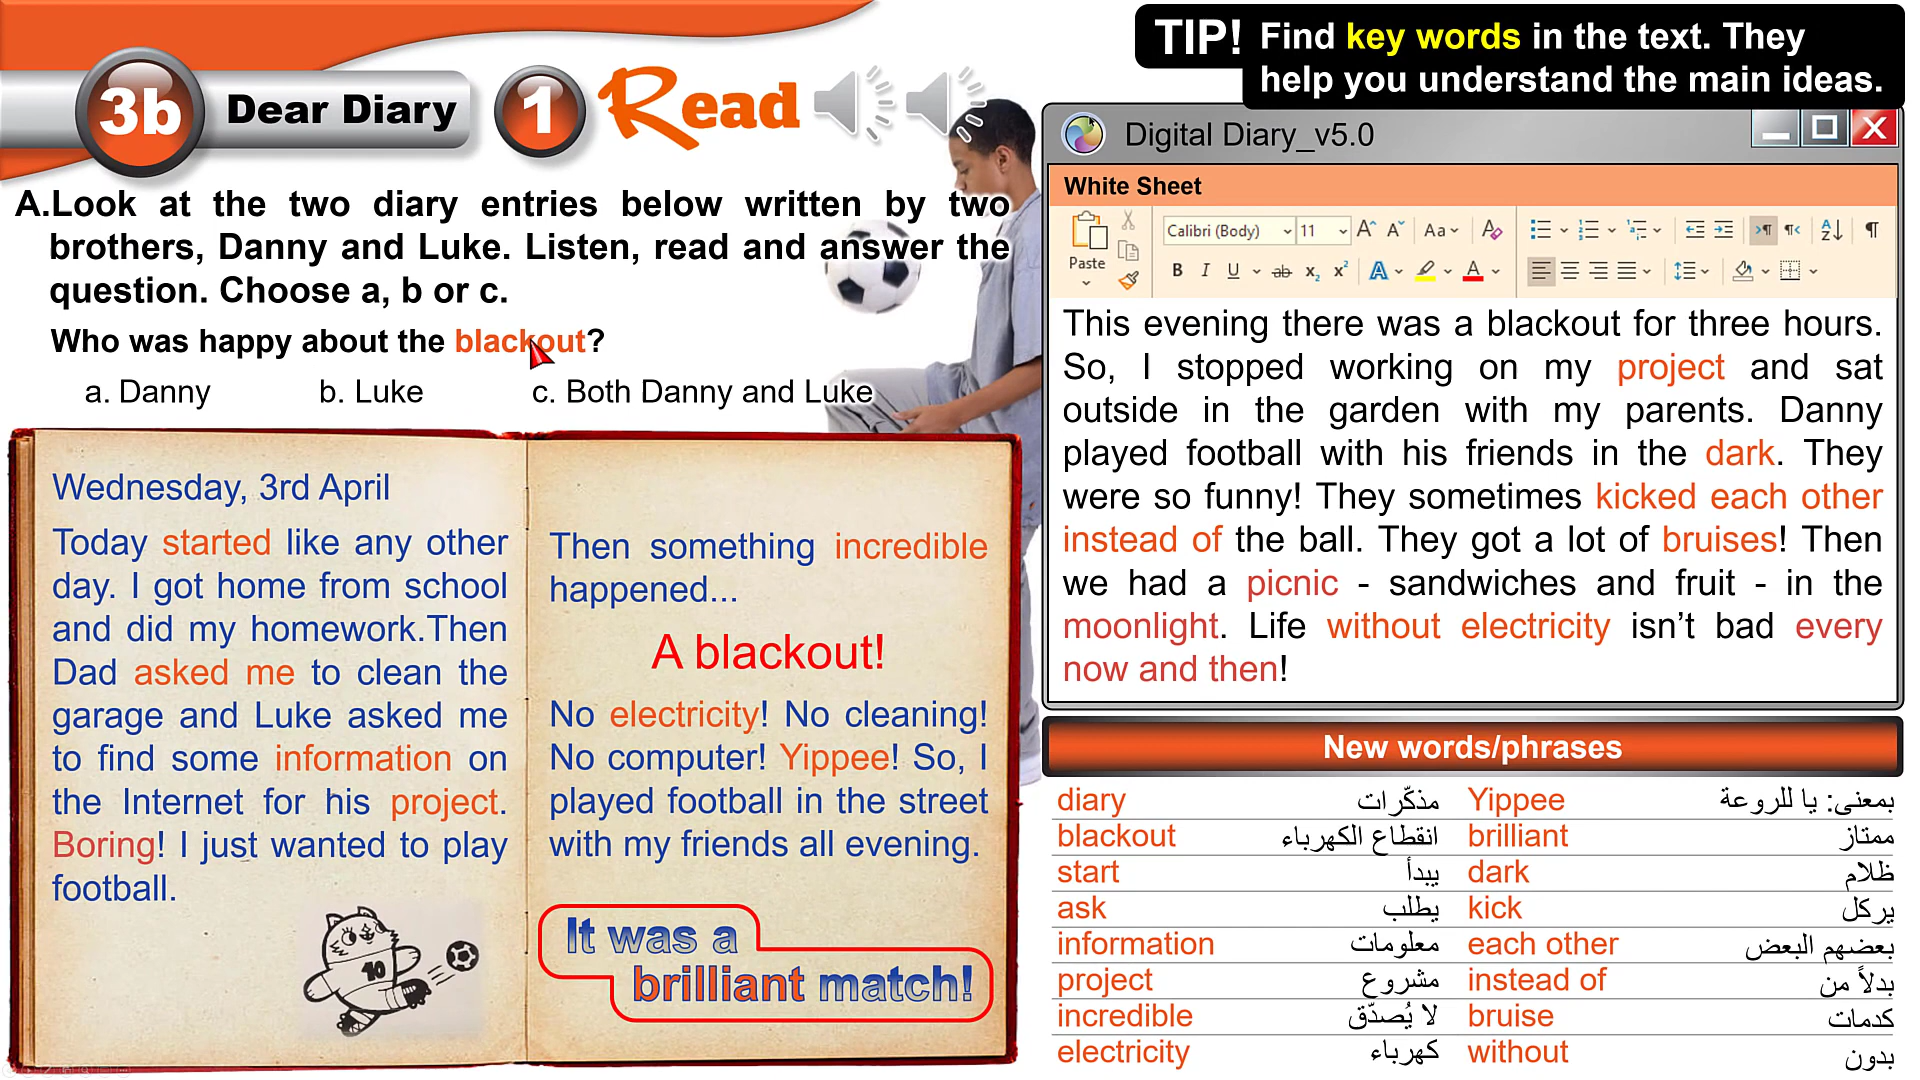 3b Dear Diary 1 Read
TIP! Find key words in the text. They
help you understand the main ideas.
A.Look at the two diary entries below written by two
brothers, Danny and Luke. Listen, read and answer the
question. Choose a, b or c.
Who was happy about the blackout?
a. Danny b. Luke c. Both Danny and Luke
Wednesday, 3rd April
Today started like any other
day. I got home from school
and did my homework.Then
Dad asked me to clean the
garage and Luke asked me
to find some information on
the Internet for his project.
Boring! I just wanted to play
football.
10
Then something incredible
happened...
A blackout!
No electricity! No cleaning!
No computer! Yippee! So, I
played football in the street
with my friends all evening.
It was a
brilliant match!
Digital Diary_v5.0
White Sheet
Paste
Calibri (Body) 11 A A Aa A
B I U ab x₂ x² A A
This evening there was a blackout for three hours.
So, I stopped working on my project and sat
outside in the garden with my parents. Danny
played football with his friends in the dark. They
were so funny! They sometimes kicked each other
instead of the ball. They got a lot of bruises! Then
we had a picnic - sandwiches and fruit - in the
moonlight. Life without electricity isn’t bad every
now and then!
New words/phrases
diary مذكّرات Yippee بمعنى: يا للروعة
blackout انقطاع الكهرباء brilliant ممتاز
start يبدأ dark ظلام
ask يطلب kick يركل
information معلومات each other بعضهم البعض
project مشروع instead of بدلاً من
incredible لا يُصدّق bruise كدمات
electricity كهرباء without بدون